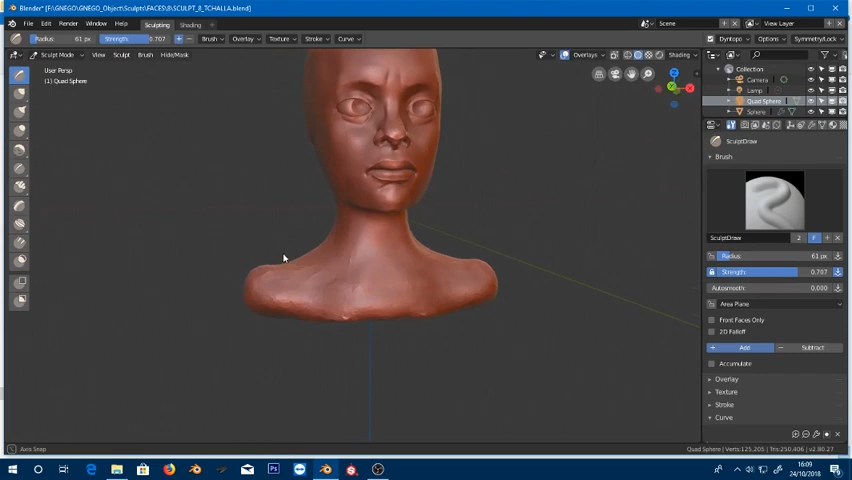 Blender* [F:\GNEGO\GNEGO_Object\Sculpts\FACES\8\SCULPT_8_TCHALLA.blend]
File Edit Render Window Help Sculpting Shading Scene View Layer
Radius: 61 px Strength: 0.707 Brush Overlay Texture Stroke Curve Dyntopo Options Symmetry/Lock
Sculpt Mode View Sculpt Brush Hide/Mask Overlays Shading
User Persp
(1) Quad Sphere
Collection
Camera
Lamp
Quad Sphere
Sphere
SculptDraw
Brush
SculptDraw 2 F
Radius: 61 px
Strength: 0.707
Autosmooth: 0.000
Area Plane
Front Faces Only
2D Falloff
Add Subtract
Accumulate
Overlay
Texture
Stroke
Curve
Axis Snap Quad Sphere | Verts:125,205 | Tris:250,406 | v2.80.27
16:09
24/10/2018